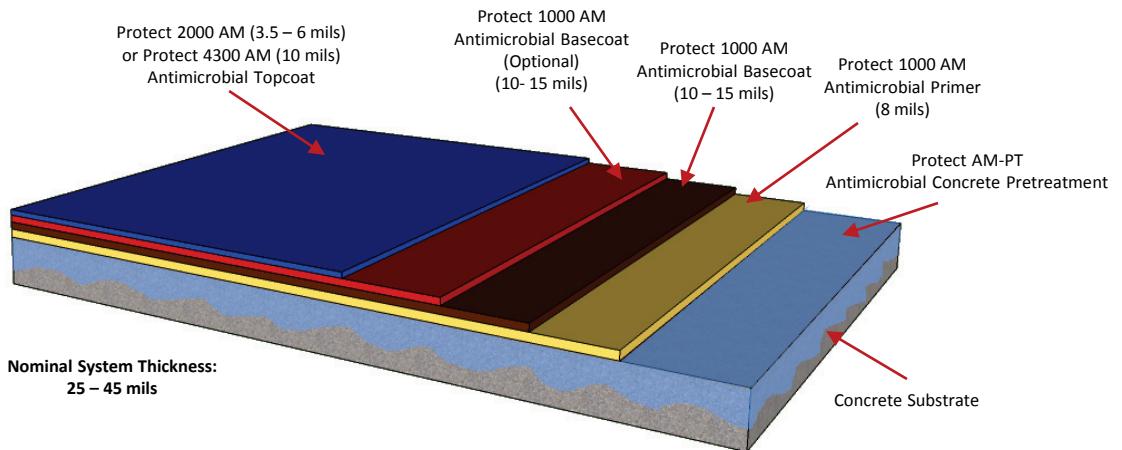 Protect 2000 AM (3.5 – 6 mils)
or Protect 4300 AM (10 mils)
Antimicrobial Topcoat
Protect 1000 AM
Antimicrobial Basecoat
(Optional)
(10- 15 mils)
Protect 1000 AM
Antimicrobial Basecoat
(10 – 15 mils)
Protect 1000 AM
Antimicrobial Primer
(8 mils)
Protect AM-PT
Antimicrobial Concrete Pretreatment
Nominal System Thickness:
25 – 45 mils
Concrete Substrate